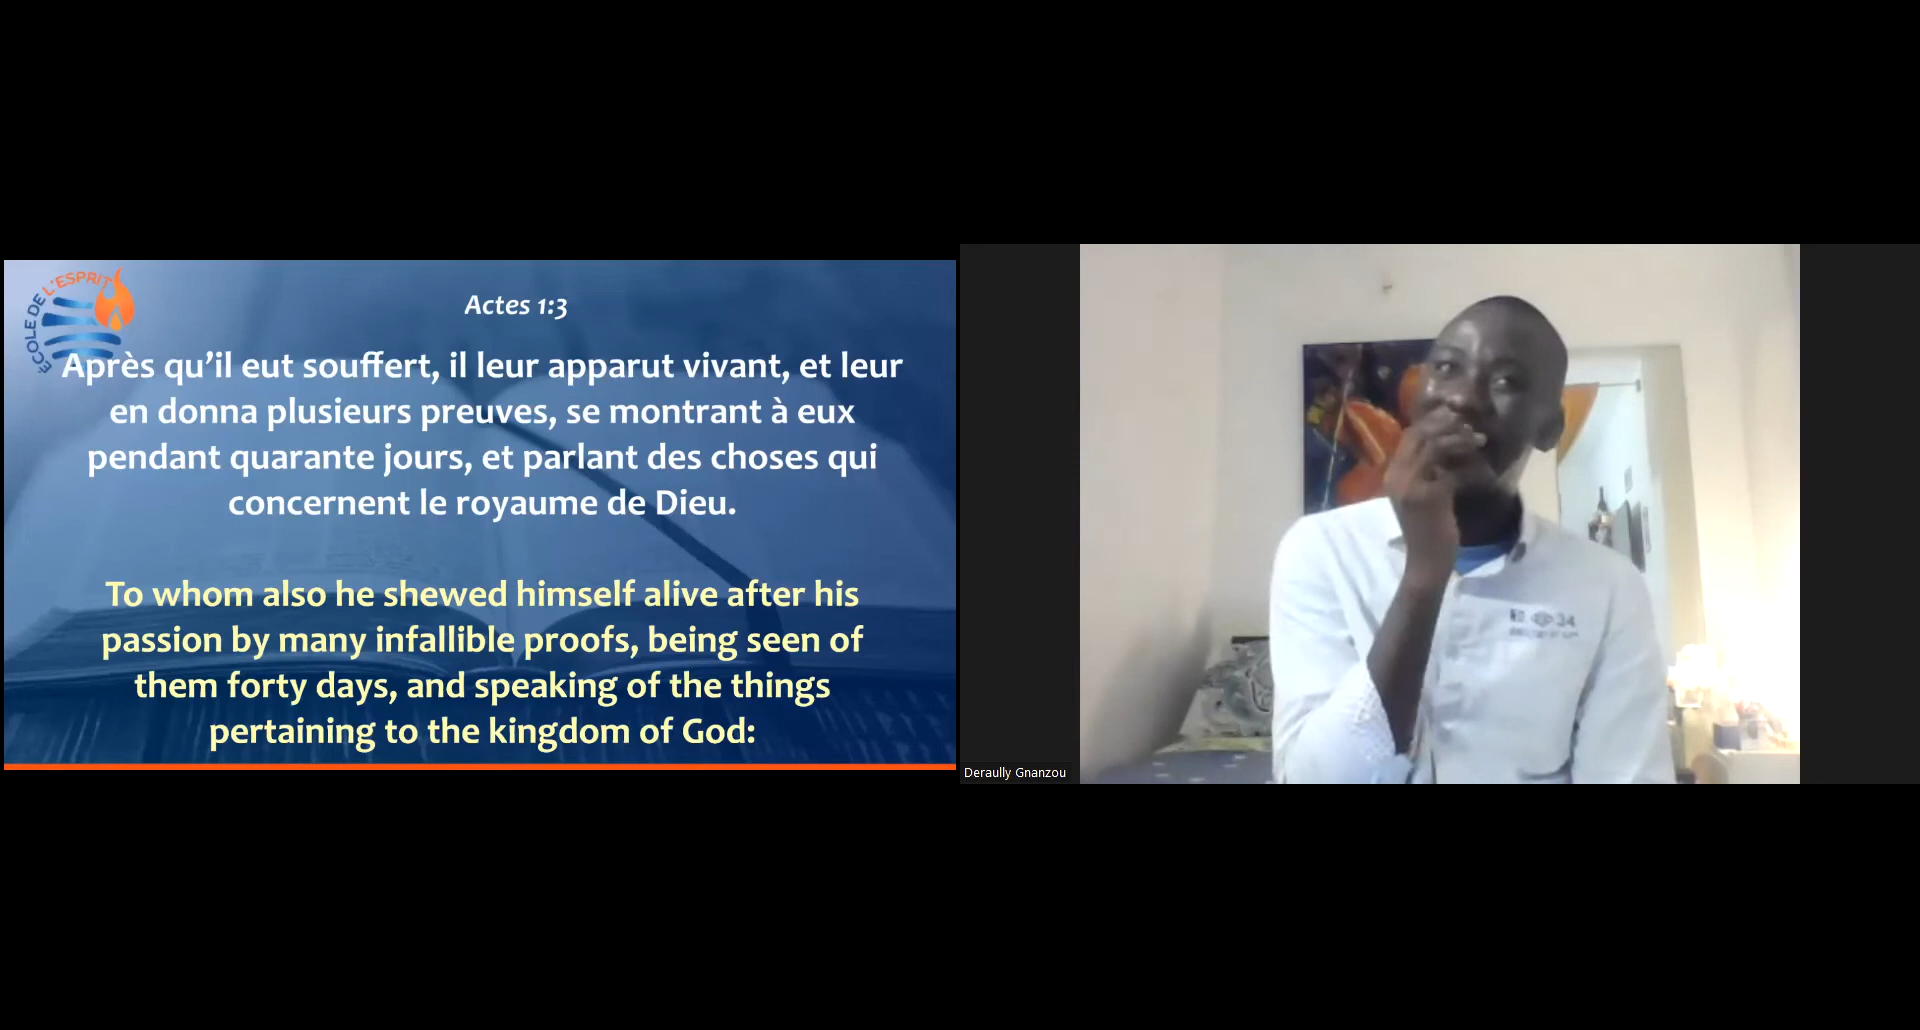 ÉCOLE DE L'ESPRIT
Actes 1:3
Après qu’il eut souffert, il leur apparut vivant, et leur
en donna plusieurs preuves, se montrant à eux
pendant quarante jours, et parlant des choses qui
concernent le royaume de Dieu.
To whom also he shewed himself alive after his
passion by many infallible proofs, being seen of
them forty days, and speaking of the things
pertaining to the kingdom of God:
Deraully Gnanzou
34